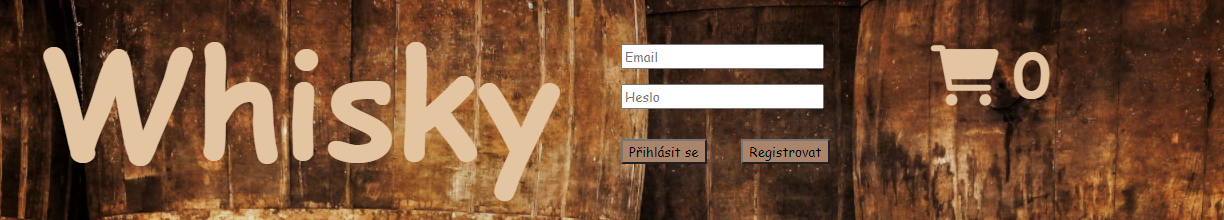 Whisky
Email
Heslo
Přihlásit se
Registrovat
0